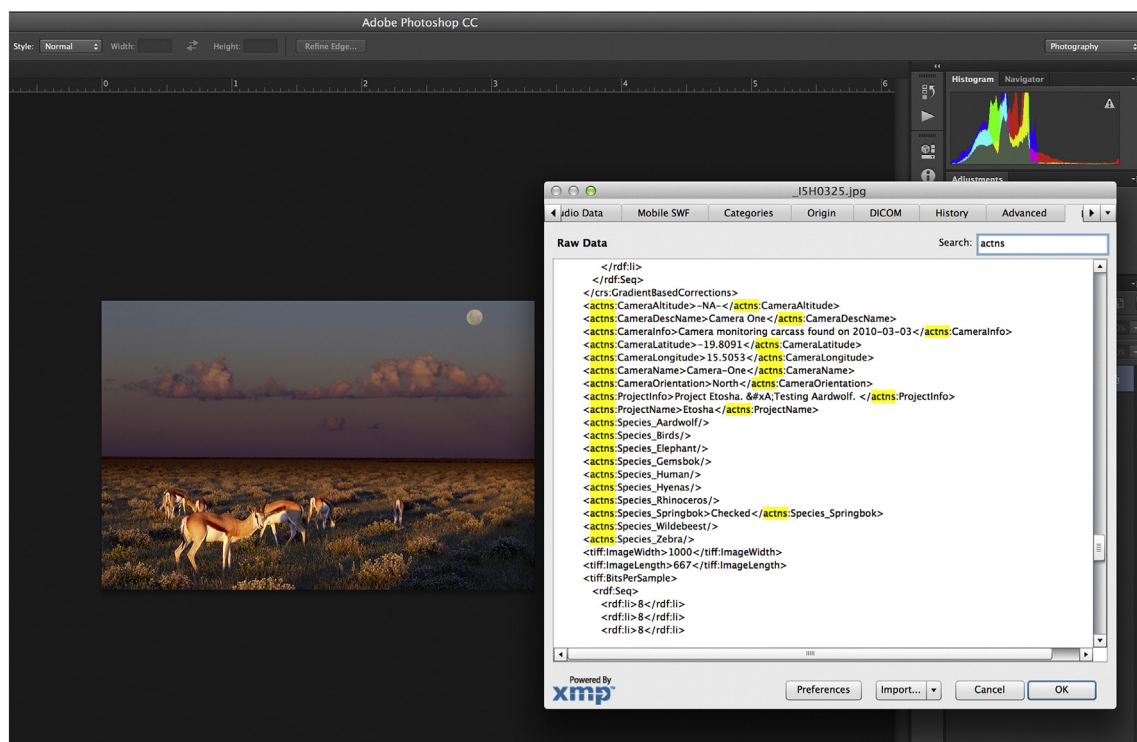 Adobe Photoshop CC
Style: Normal Width: Height: Refine Edge... Photography
0 1 2 3 4 5 6
Histogram Navigator
Adjustments
_I5H0325.jpg
udio Data Mobile SWF Categories Origin DICOM History Advanced
Raw Data Search: actns
</rdf:li>
</rdf:Seq>
</crs:GradientBasedCorrections>
<actns:CameraAltitude>-NA-</actns:CameraAltitude>
<actns:CameraDescName>Camera One</actns:CameraDescName>
<actns:CameraInfo>Camera monitoring carcass found on 2010-03-03</actns:CameraInfo>
<actns:CameraLatitude>-19.8091</actns:CameraLatitude>
<actns:CameraLongitude>15.5053</actns:CameraLongitude>
<actns:CameraName>Camera-One</actns:CameraName>
<actns:CameraOrientation>North</actns:CameraOrientation>
<actns:ProjectInfo>Project Etosha. &#xA;Testing Aardwolf. </actns:ProjectInfo>
<actns:ProjectName>Etosha</actns:ProjectName>
<actns:Species_Aardwolf/>
<actns:Species_Birds/>
<actns:Species_Elephant/>
<actns:Species_Gemsbok/>
<actns:Species_Human/>
<actns:Species_Hyenas/>
<actns:Species_Rhinoceros/>
<actns:Species_Springbok>Checked</actns:Species_Springbok>
<actns:Species_Wildebeest/>
<actns:Species_Zebra/>
<tiff:ImageWidth>1000</tiff:ImageWidth>
<tiff:ImageLength>667</tiff:ImageLength>
<tiff:BitsPerSample>
<rdf:Seq>
<rdf:li>8</rdf:li>
<rdf:li>8</rdf:li>
<rdf:li>8</rdf:li>
Powered By
xmp™
Preferences Import... Cancel OK